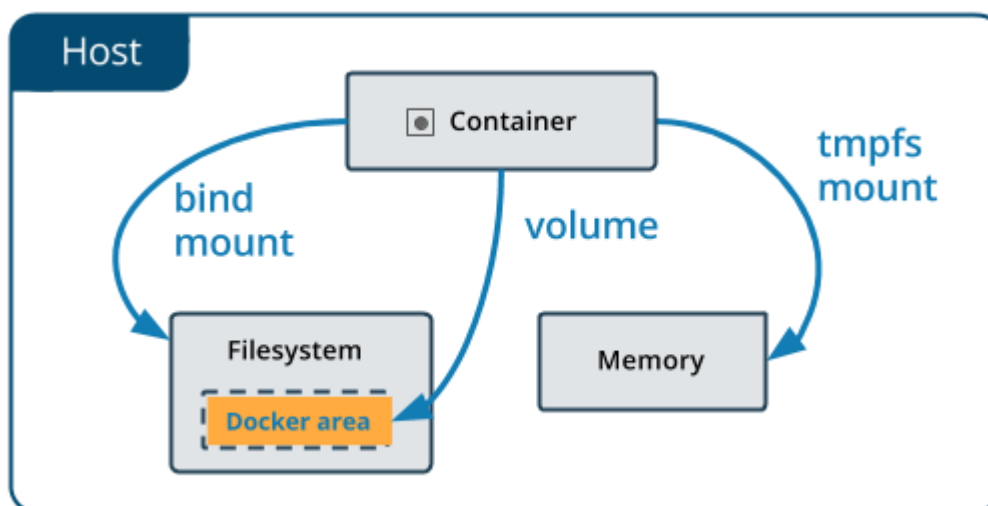 Host
Container
bind
mount
volume
tmpfs
mount
Filesystem
Docker area
Memory